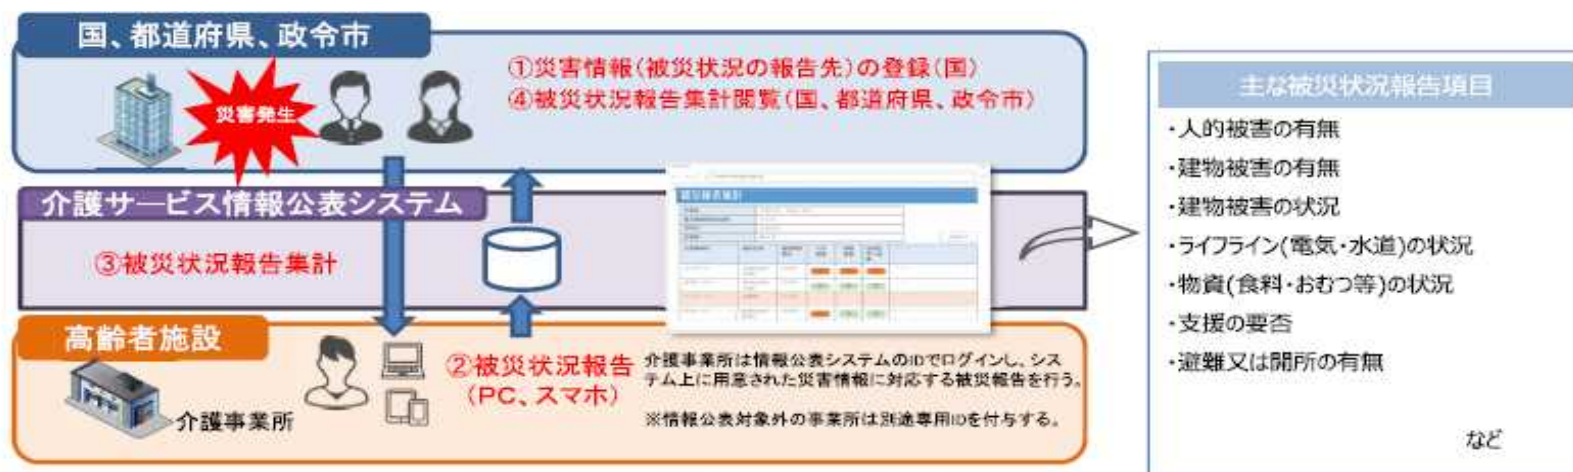 国、都道府県、政令市
災害発生
①災害情報(被災状況の報告先)の登録(国)
④被災状況報告集計閲覧(国、都道府県、政令市)
介護サービス情報公表システム
③被災状況報告集計
高齢者施設
介護事業所
②被災状況報告
(PC、スマホ)
介護事業所は情報公表システムのIDでログインし、シス
テム上に用意された災害情報に対応する被災報告を行う。
※情報公表対象外の事業所は別途専用IDを付与する。
主な被災状況報告項目
・人的被害の有無
・建物被害の有無
・建物被害の状況
・ライフライン(電気・水道)の状況
・物資(食料・おむつ等)の状況
・支援の要否
・避難又は開所の有無
など